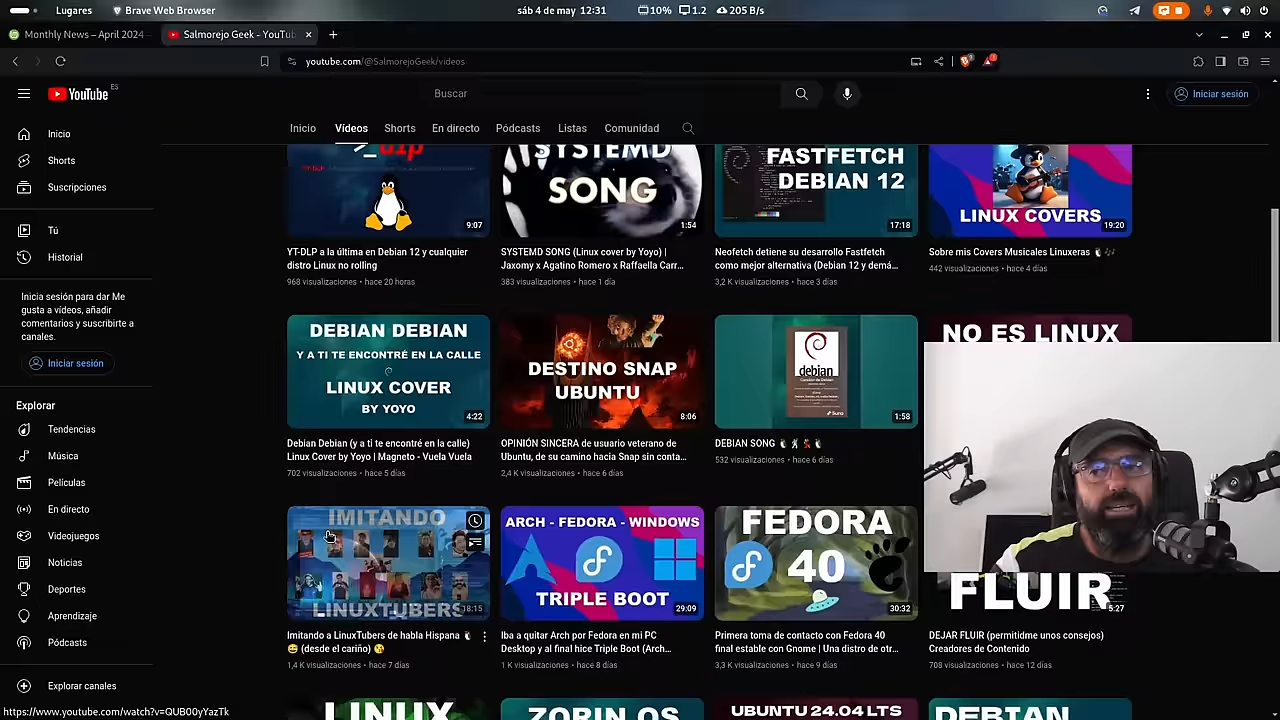 Lugares
Brave Web Browser
sáb 4 de may 12:31
10% 1.2 205 B/s
Monthly News – April 2024
Salmorejo Geek - YouTub
youtube.com/@SalmorejoGeek/videos
YouTube ES
Buscar
Iniciar sesión
Inicio
Vídeos
Shorts
En directo
Pódcasts
Listas
Comunidad
Inicio
Shorts
Suscripciones
Tú
Historial
Inicia sesión para dar Me
gusta a vídeos, añadir
comentarios y suscribirte a
canales.
Iniciar sesión
Explorar
Tendencias
Música
Películas
En directo
Videojuegos
Noticias
Deportes
Aprendizaje
Pódcasts
Explorar canales
9:07
YT-DLP a la última en Debian 12 y cualquier
distro Linux no rolling
968 visualizaciones • hace 20 horas
SYSTEMD
SONG
1:54
SYSTEMD SONG (Linux cover by Yoyo) |
Jaxomy x Agatino Romero x Raffaella Carr...
383 visualizaciones • hace 1 día
FASTFETCH
DEBIAN 12
17:18
Neofetch detiene su desarrollo Fastfetch
como mejor alternativa (Debian 12 y demá...
3,2 K visualizaciones • hace 3 días
LINUX COVERS
19:20
Sobre mis Covers Musicales Linuxeras 🐧🎶
442 visualizaciones • hace 4 días
DEBIAN DEBIAN
Y A TI TE ENCONTRÉ EN LA CALLE
LINUX COVER
BY YOYO
4:22
Debian Debian (y a ti te encontré en la calle)
Linux Cover by Yoyo | Magneto - Vuela Vuela
702 visualizaciones • hace 5 días
DESTINO SNAP
UBUNTU
8:06
OPINIÓN SINCERA de usuario veterano de
Ubuntu, de su camino hacia Snap sin conta...
2,4 K visualizaciones • hace 6 días
debian
1:58
DEBIAN SONG
532 visualizaciones • hace 6 días
NO ES LINUX
IMITANDO
LINUXTUBERS
18:15
Imitando a LinuxTubers de habla Hispana 🐧
😅 (desde el cariño) 😘
1,4 K visualizaciones • hace 7 días
ARCH - FEDORA - WINDOWS
TRIPLE BOOT
29:09
Iba a quitar Arch por Fedora en mi PC
Desktop y al final hice Triple Boot (Arch...
1 K visualizaciones • hace 8 días
FEDORA
40
30:32
Primera toma de contacto con Fedora 40
final estable con Gnome | Una distro de otr...
3,3 K visualizaciones • hace 9 días
FLUIR
5:27
DEJAR FLUIR (permitidme unos consejos)
Creadores de Contenido
708 visualizaciones • hace 12 días
LINUX
ZORIN OS
UBUNTU 24.04 LTS
DEBIAN
https://www.youtube.com/watch?v=QUB00yYazTk